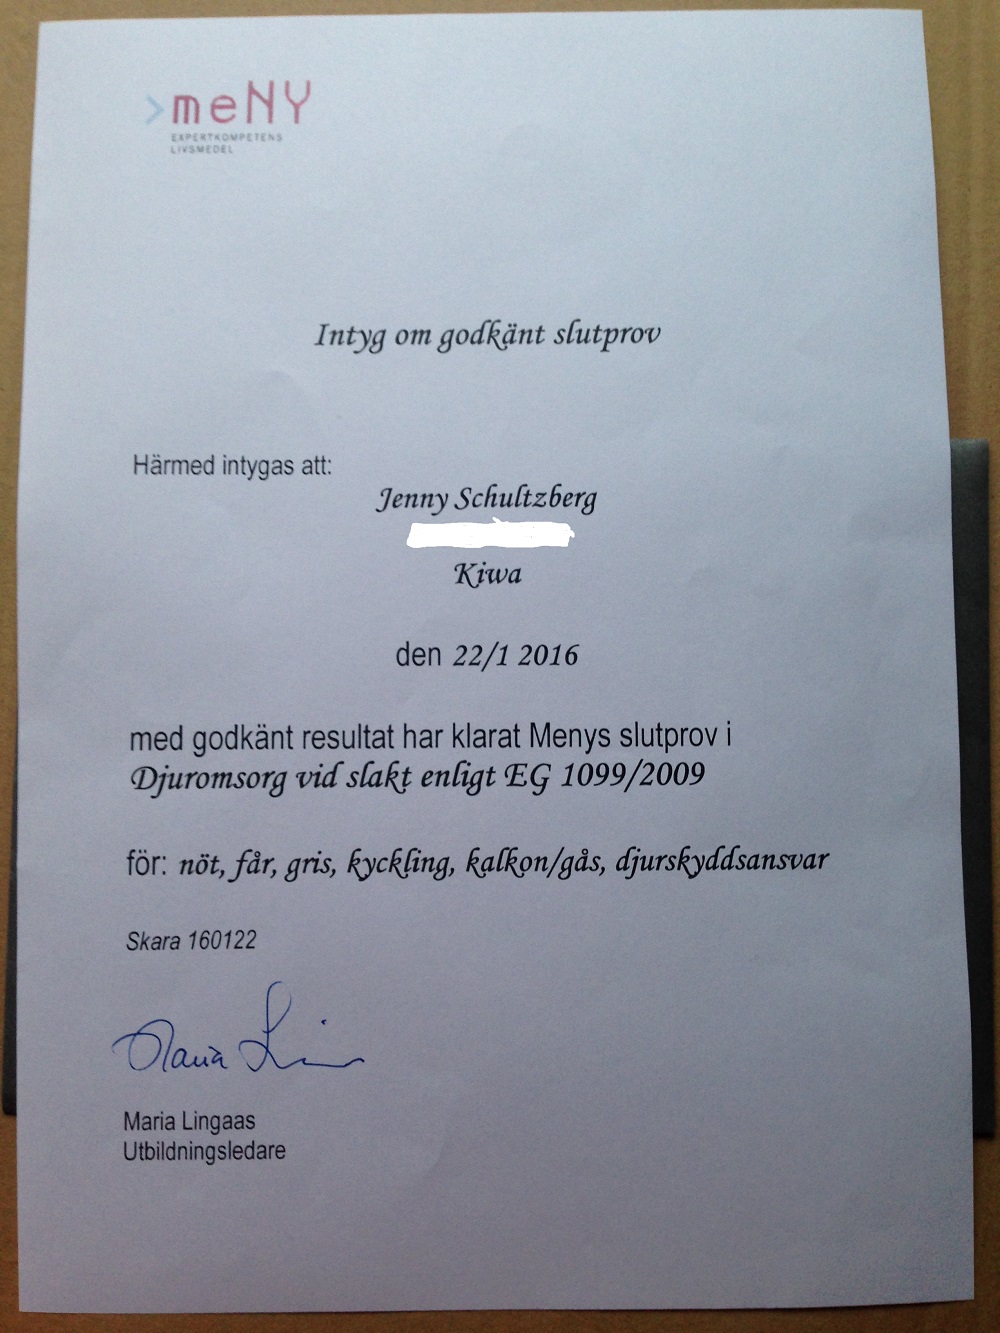 >meNY
EXPERTKOMPETENS
LIVSMEDEL
Intyg om godkänt slutprov
Härmed intygas att:
Jenny Schultzberg
Kiwa
den 22/1 2016
med godkänt resultat har klarat Menys slutprov i
Djuromsorg vid slakt enligt EG 1099/2009
för: nöt, får, gris, kyckling, kalkon/gås, djurskyddsansvar
Skara 160122
Maria Li
Maria Lingaas
Utbildningsledare